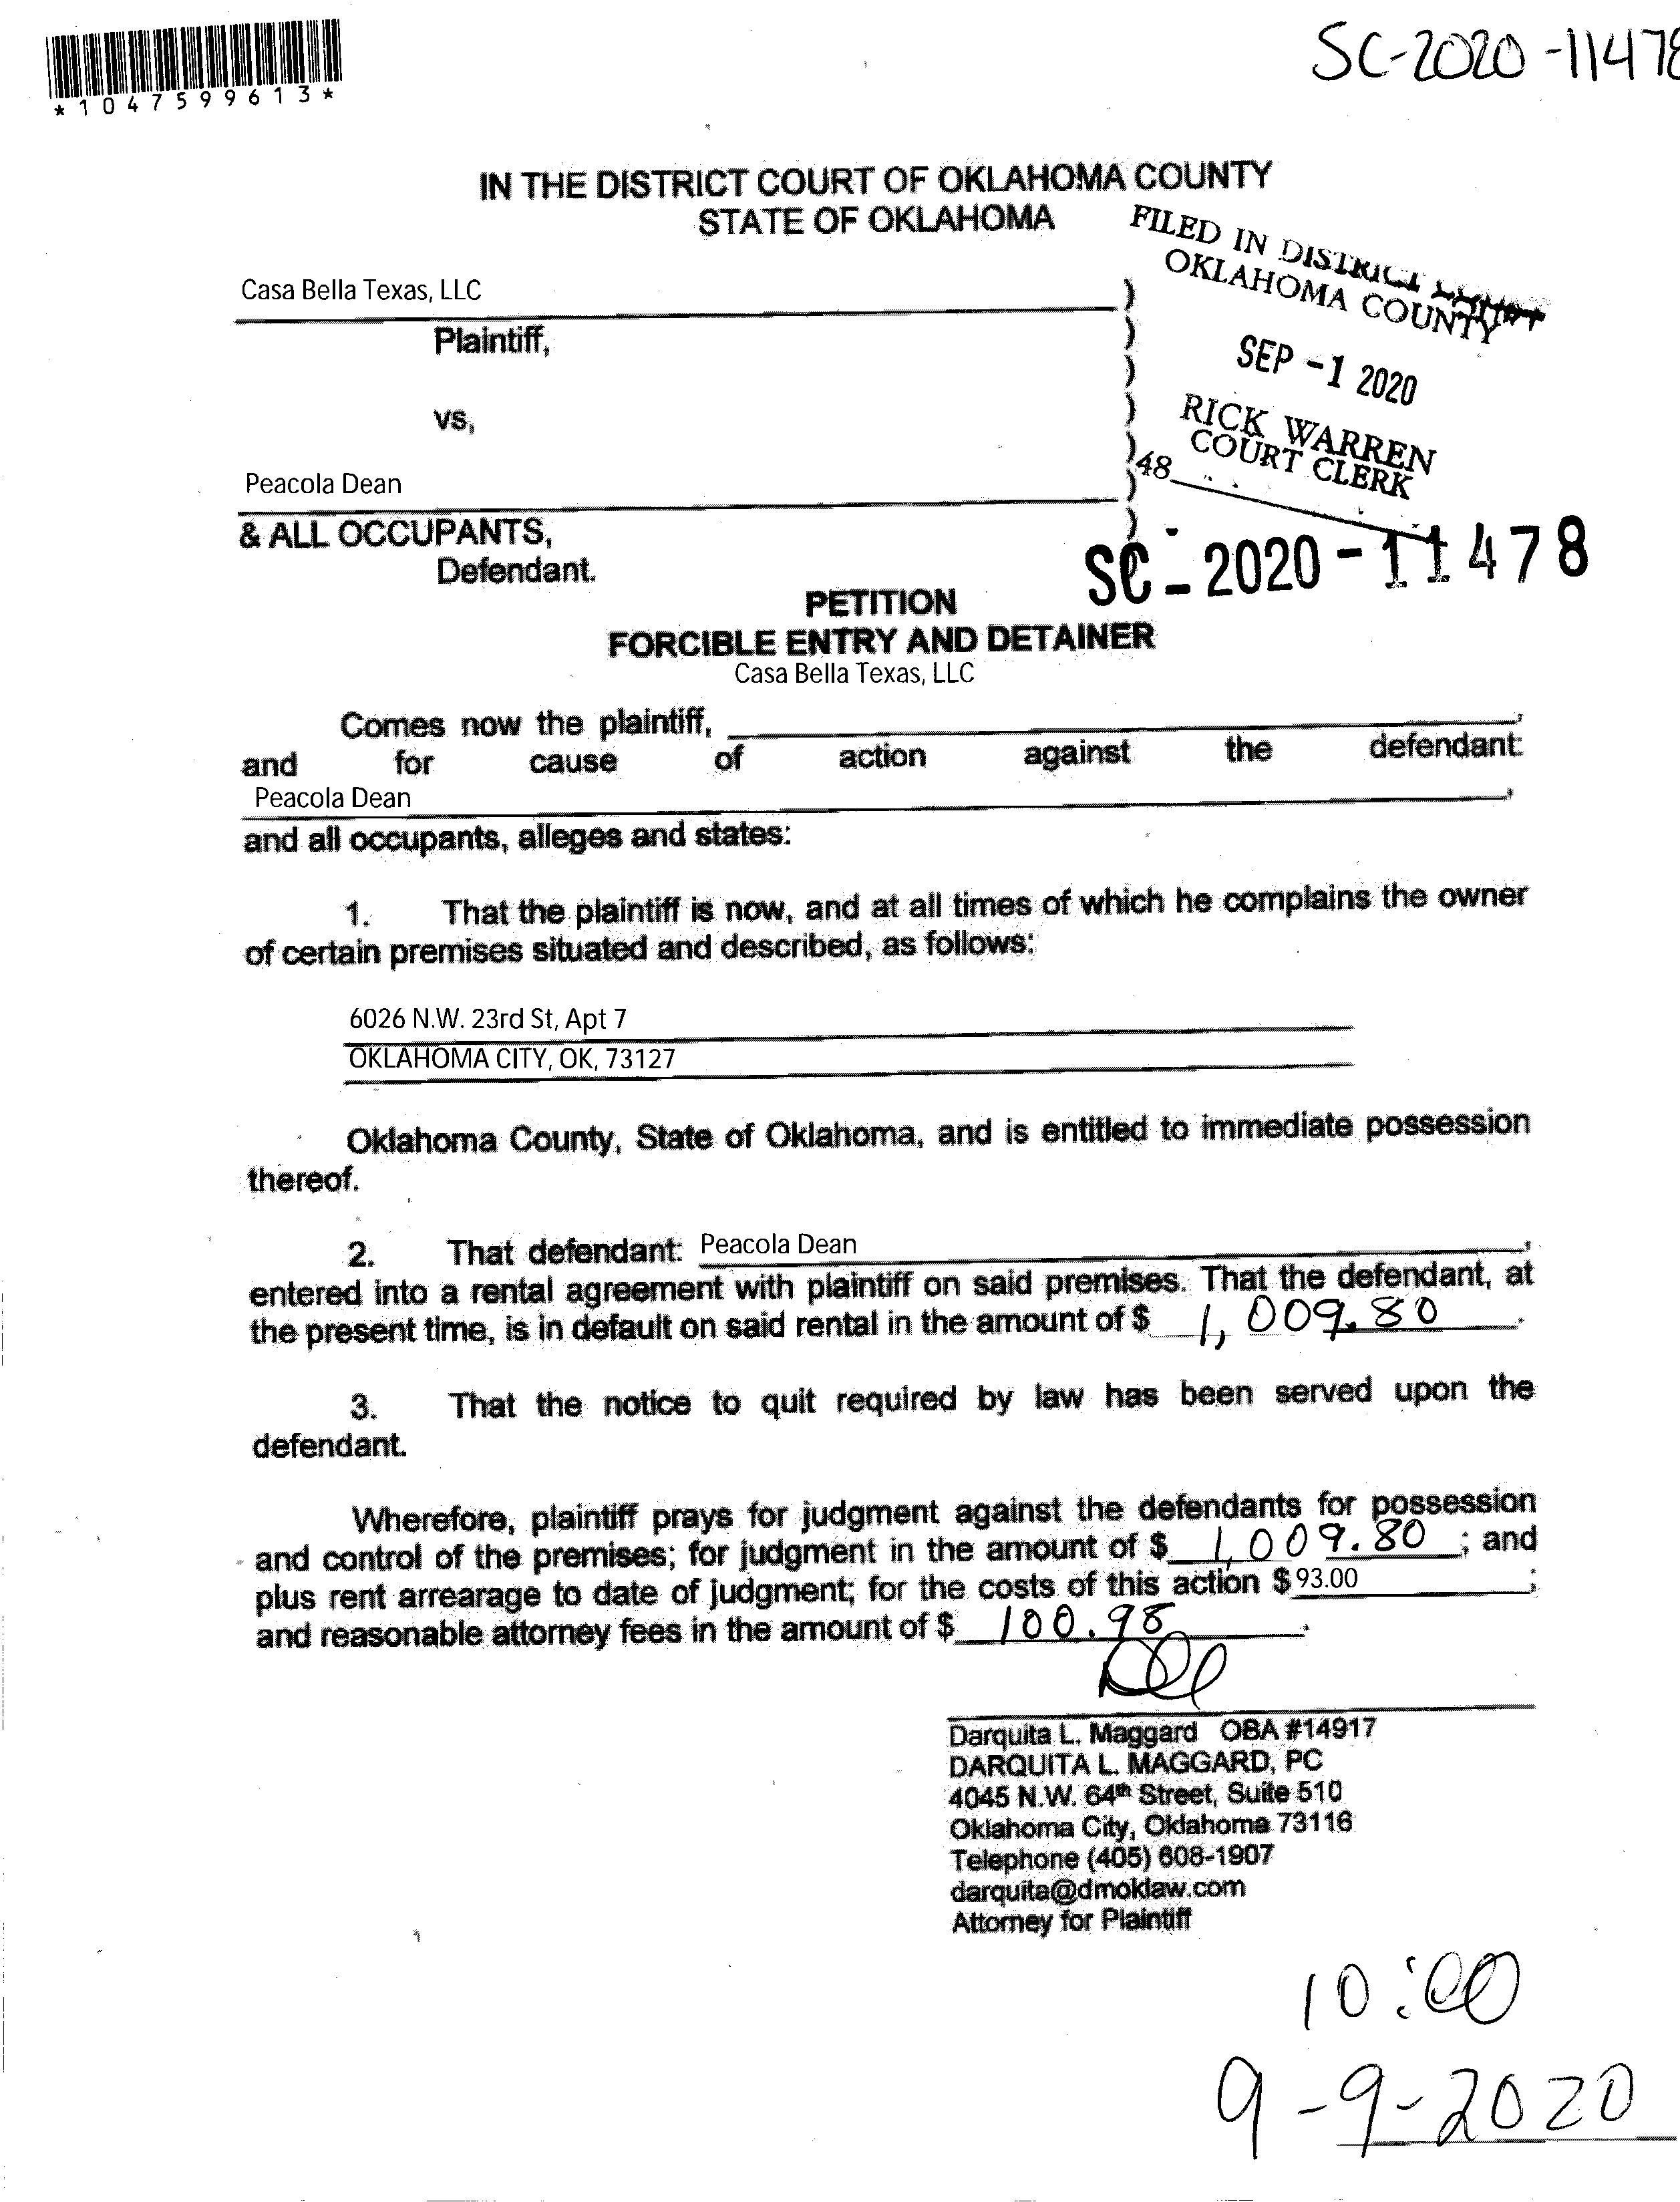 SC-2020-11478
*1047599613*
IN THE DISTRICT COURT OF OKLAHOMA COUNTY
STATE OF OKLAHOMA
FILED IN DISTRICT COURT
OKLAHOMA COUNTY
SEP -1 2020
RICK WARREN
COURT CLERK
48
SC-2020-11478
Casa Bella Texas, LLC )
Plaintiff, )
)
vs, )
)
Peacola Dean )
& ALL OCCUPANTS, )
Defendant.
PETITION
FORCIBLE ENTRY AND DETAINER
Casa Bella Texas, LLC
Comes now the plaintiff, ,
and for cause of action against the defendant:
Peacola Dean ,
and all occupants, alleges and states:
1. That the plaintiff is now, and at all times of which he complains the owner
of certain premises situated and described, as follows:
6026 N.W. 23rd St, Apt 7
OKLAHOMA CITY, OK, 73127
Oklahoma County, State of Oklahoma, and is entitled to immediate possession
thereof.
2. That defendant: Peacola Dean ,
entered into a rental agreement with plaintiff on said premises. That the defendant, at
the present time, is in default on said rental in the amount of $ 1,009.80 .
3. That the notice to quit required by law has been served upon the
defendant.
Wherefore, plaintiff prays for judgment against the defendants for possession
and control of the premises; for judgment in the amount of $ 1,009.80 ; and
plus rent arrearage to date of judgment; for the costs of this action $ 93.00 ;
and reasonable attorney fees in the amount of $ 100.98 .
Darquita L. Maggard OBA #14917
DARQUITA L. MAGGARD, PC
4045 N.W. 64th Street, Suite 510
Oklahoma City, Oklahoma 73116
Telephone (405) 608-1907
darquita@dmoklaw.com
Attorney for Plaintiff
10:00
9-9-2020